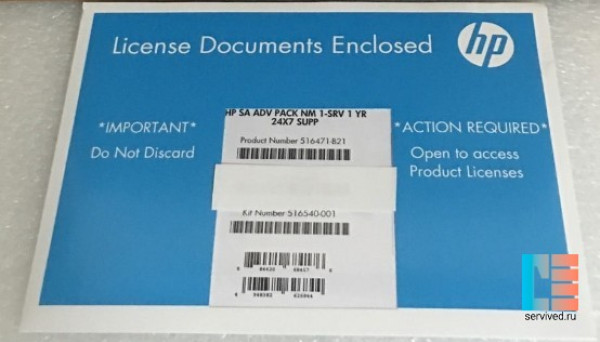 License Documents Enclosed
hp
HP SA ADV PACK NM 1-SRV 1 YR
24X7 SUPP
Product Number 516471-B21
*IMPORTANT*
Do Not Discard
*ACTION REQUIRED*
Open to access
Product Licenses
Kit Number 516540-001
servived.ru